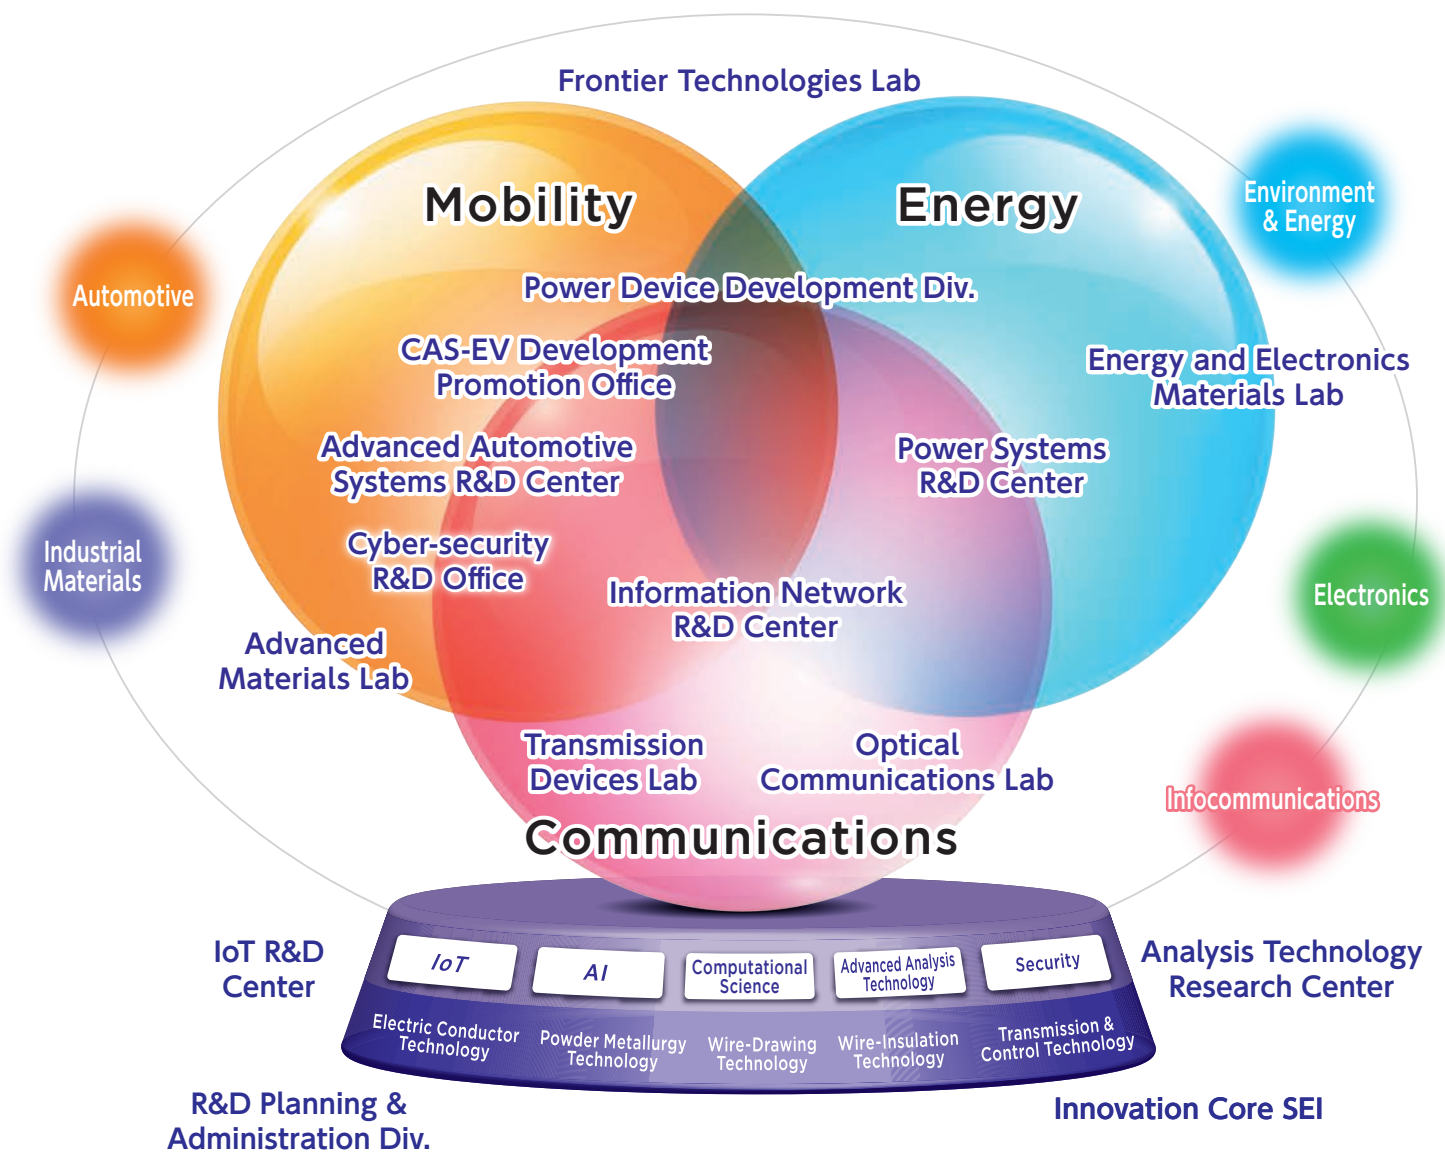 Frontier Technologies Lab
Mobility
Energy
Environment
& Energy
Automotive
Power Device Development Div.
CAS-EV Development
Promotion Office
Energy and Electronics
Materials Lab
Advanced Automotive
Systems R&D Center
Power Systems
R&D Center
Industrial
Materials
Cyber-security
R&D Office
Information Network
R&D Center
Electronics
Advanced
Materials Lab
Transmission
Devices Lab
Optical
Communications Lab
Infocommunications
Communications
IoT R&D
Center
IoT
AI
Computational
Science
Advanced Analysis
Technology
Security
Analysis Technology
Research Center
Electric Conductor
Technology
Powder Metallurgy
Technology
Wire-Drawing
Technology
Wire-Insulation
Technology
Transmission &
Control Technology
R&D Planning &
Administration Div.
Innovation Core SEI